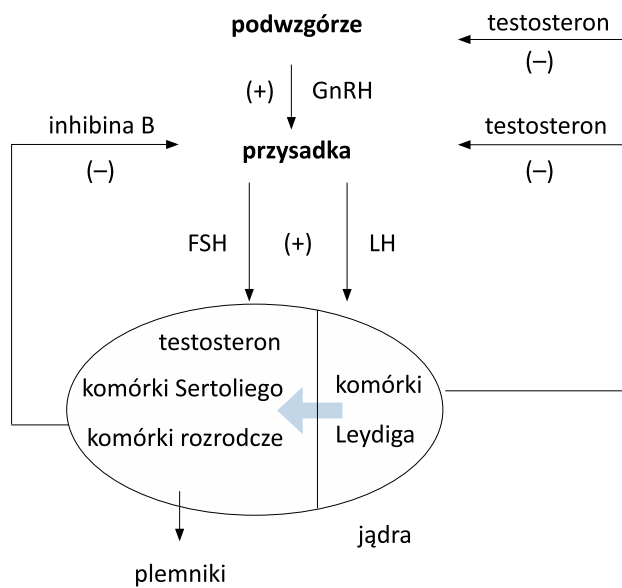 podwzgórze
testosteron
(–)
(+) GnRH
inhibina B
(–)
przysadka
testosteron
(–)
FSH (+) LH
testosteron
komórki Sertoliego
komórki rozrodcze
komórki
Leydiga
jądra
plemniki